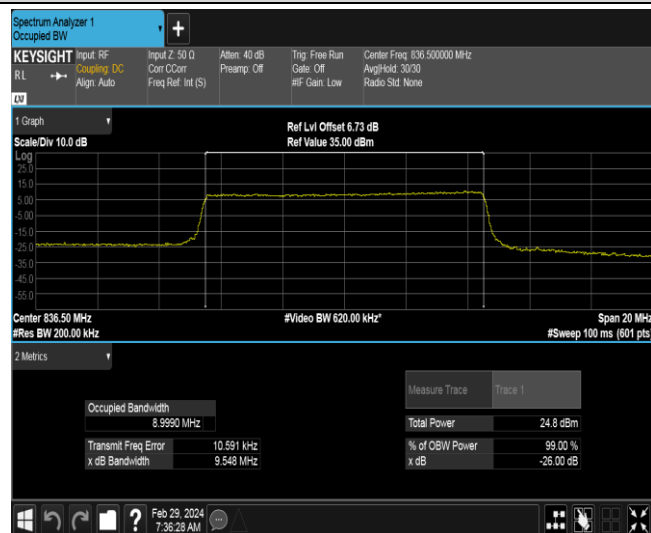 Spectrum Analyzer 1
Occupied BW
KEYSIGHT
RL
LXI
Input: RF
Coupling: DC
Align: Auto
Input Z: 50 Ω
Corr CCorr
Freq Ref: Int (S)
Atten: 40 dB
Preamp: Off
Trig: Free Run
Gate: Off
#IF Gain: Low
Center Freq: 836.500000 MHz
Avg|Hold: 30/30
Radio Std: None
1 Graph
Scale/Div 10.0 dB
Ref Lvl Offset 6.73 dB
Ref Value 35.00 dBm
Log
25.0
15.0
5.00
-5.00
-15.0
-25.0
-35.0
-45.0
-55.0
Center 836.50 MHz
#Res BW 200.00 kHz
#Video BW 620.00 kHz*
Span 20 MHz
#Sweep 100 ms (601 pts)
2 Metrics
Measure Trace
Trace 1
Occupied Bandwidth
8.9990 MHz
Total Power
24.8 dBm
Transmit Freq Error
10.591 kHz
% of OBW Power
99.00 %
x dB Bandwidth
9.548 MHz
x dB
-26.00 dB
?
Feb 29, 2024
7:36:28 AM